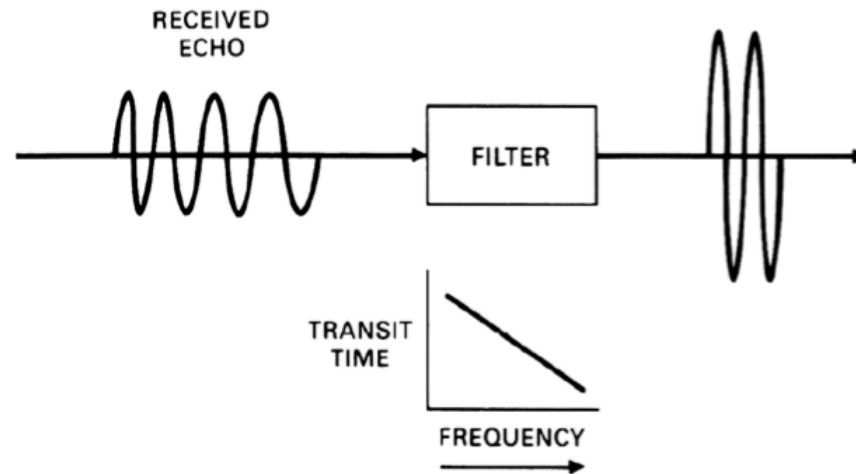 RECEIVED
ECHO
FILTER
TRANSIT
TIME
FREQUENCY